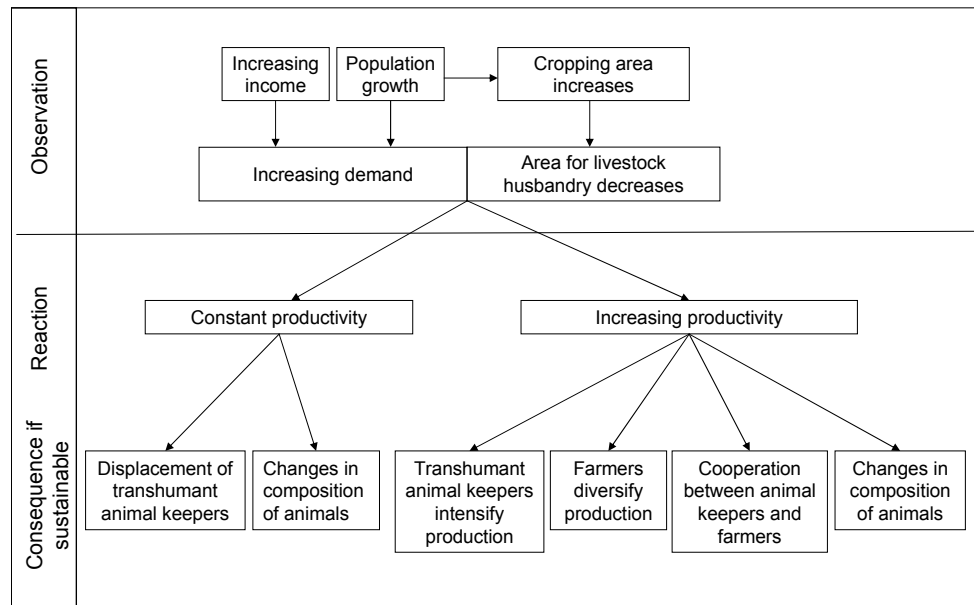 Observation
Increasing
income
Population
growth
Cropping area
increases
Increasing demand
Area for livestock
husbandry decreases
Reaction
Constant productivity
Increasing productivity
Consequence if
sustainable
Displacement of
transhumant
animal keepers
Changes in
composition
of animals
Transhumant
animal keepers
intensify
production
Farmers
diversify
production
Cooperation
between animal
keepers and
farmers
Changes in
composition
of animals